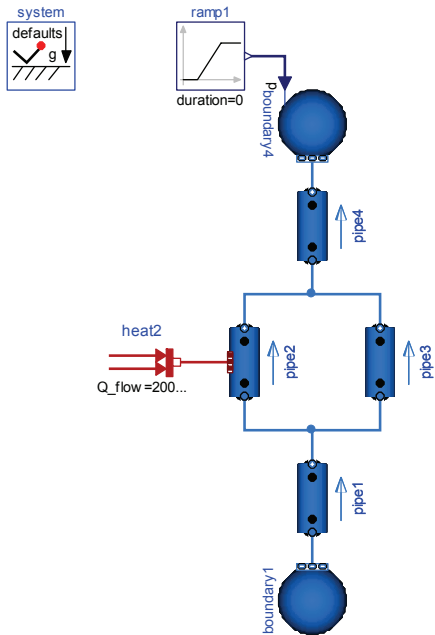 system
defaults
g
ramp1
duration=0
p
boundary4
pipe4
heat2
Q_flow=200...
pipe2
pipe3
pipe1
boundary1